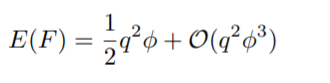 E(F) = \frac{1}{2} q^2 \phi + \mathcal{O}(q^2 \phi^3)